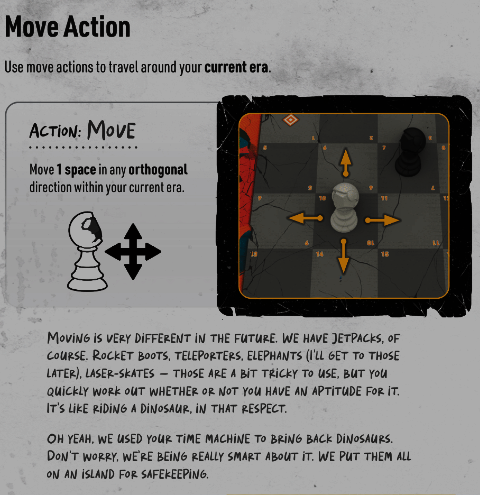 Move Action
Use move actions to travel around your current era.
ACTION: MOVE
Move 1 space in any orthogonal
direction within your current era.
MOVING IS VERY DIFFERENT IN THE FUTURE. WE HAVE JETPACKS, OF
COURSE. ROCKET BOOTS, TELEPORTERS, ELEPHANTS (I'LL GET TO THOSE
LATER), LASER-SKATES – THOSE ARE A BIT TRICKY TO USE, BUT YOU
QUICKLY WORK OUT WHETHER OR NOT YOU HAVE AN APTITUDE FOR IT.
IT'S LIKE RIDING A DINOSAUR, IN THAT RESPECT.
OH YEAH, WE USED YOUR TIME MACHINE TO BRING BACK DINOSAURS.
DON'T WORRY, WE'RE BEING REALLY SMART ABOUT IT. WE PUT THEM ALL
ON AN ISLAND FOR SAFEKEEPING.